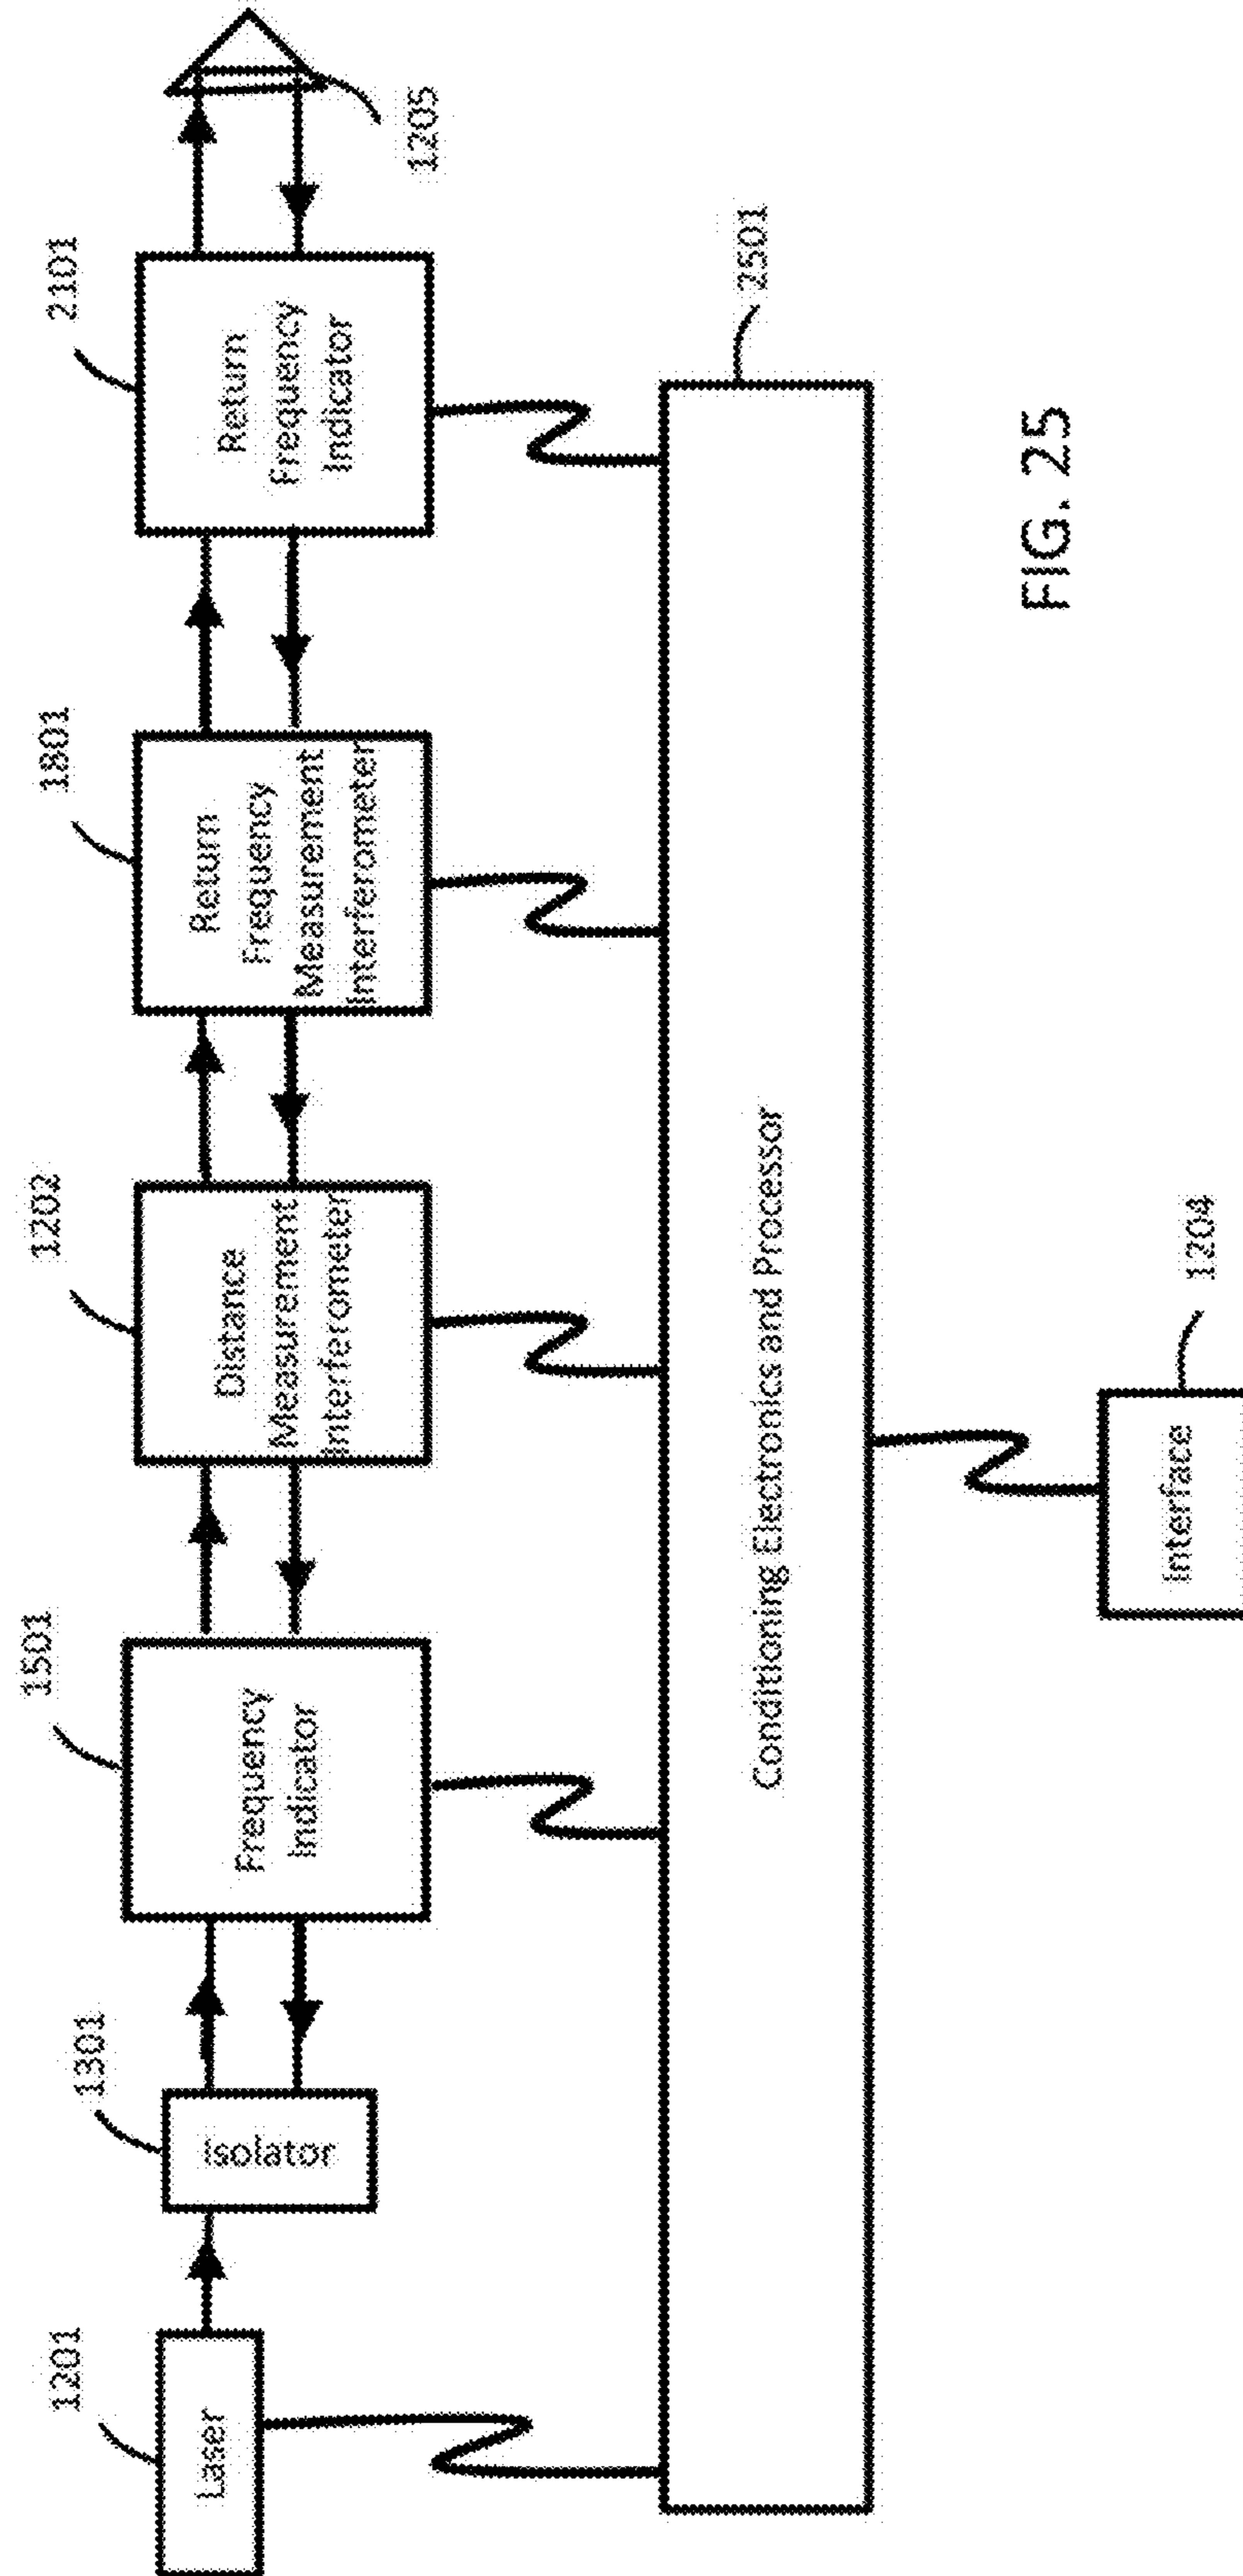 1201
1301
1501
1202
1801
2101
Laser
Isolator
Frequency
Indicator
Distance
Measurement
Interferometer
Return
Frequency
Measurement
Interferometer
Return
Frequency
Indicator
1205
2501
Conditioning Electronics and Processor
1204
Interface
FIG. 25